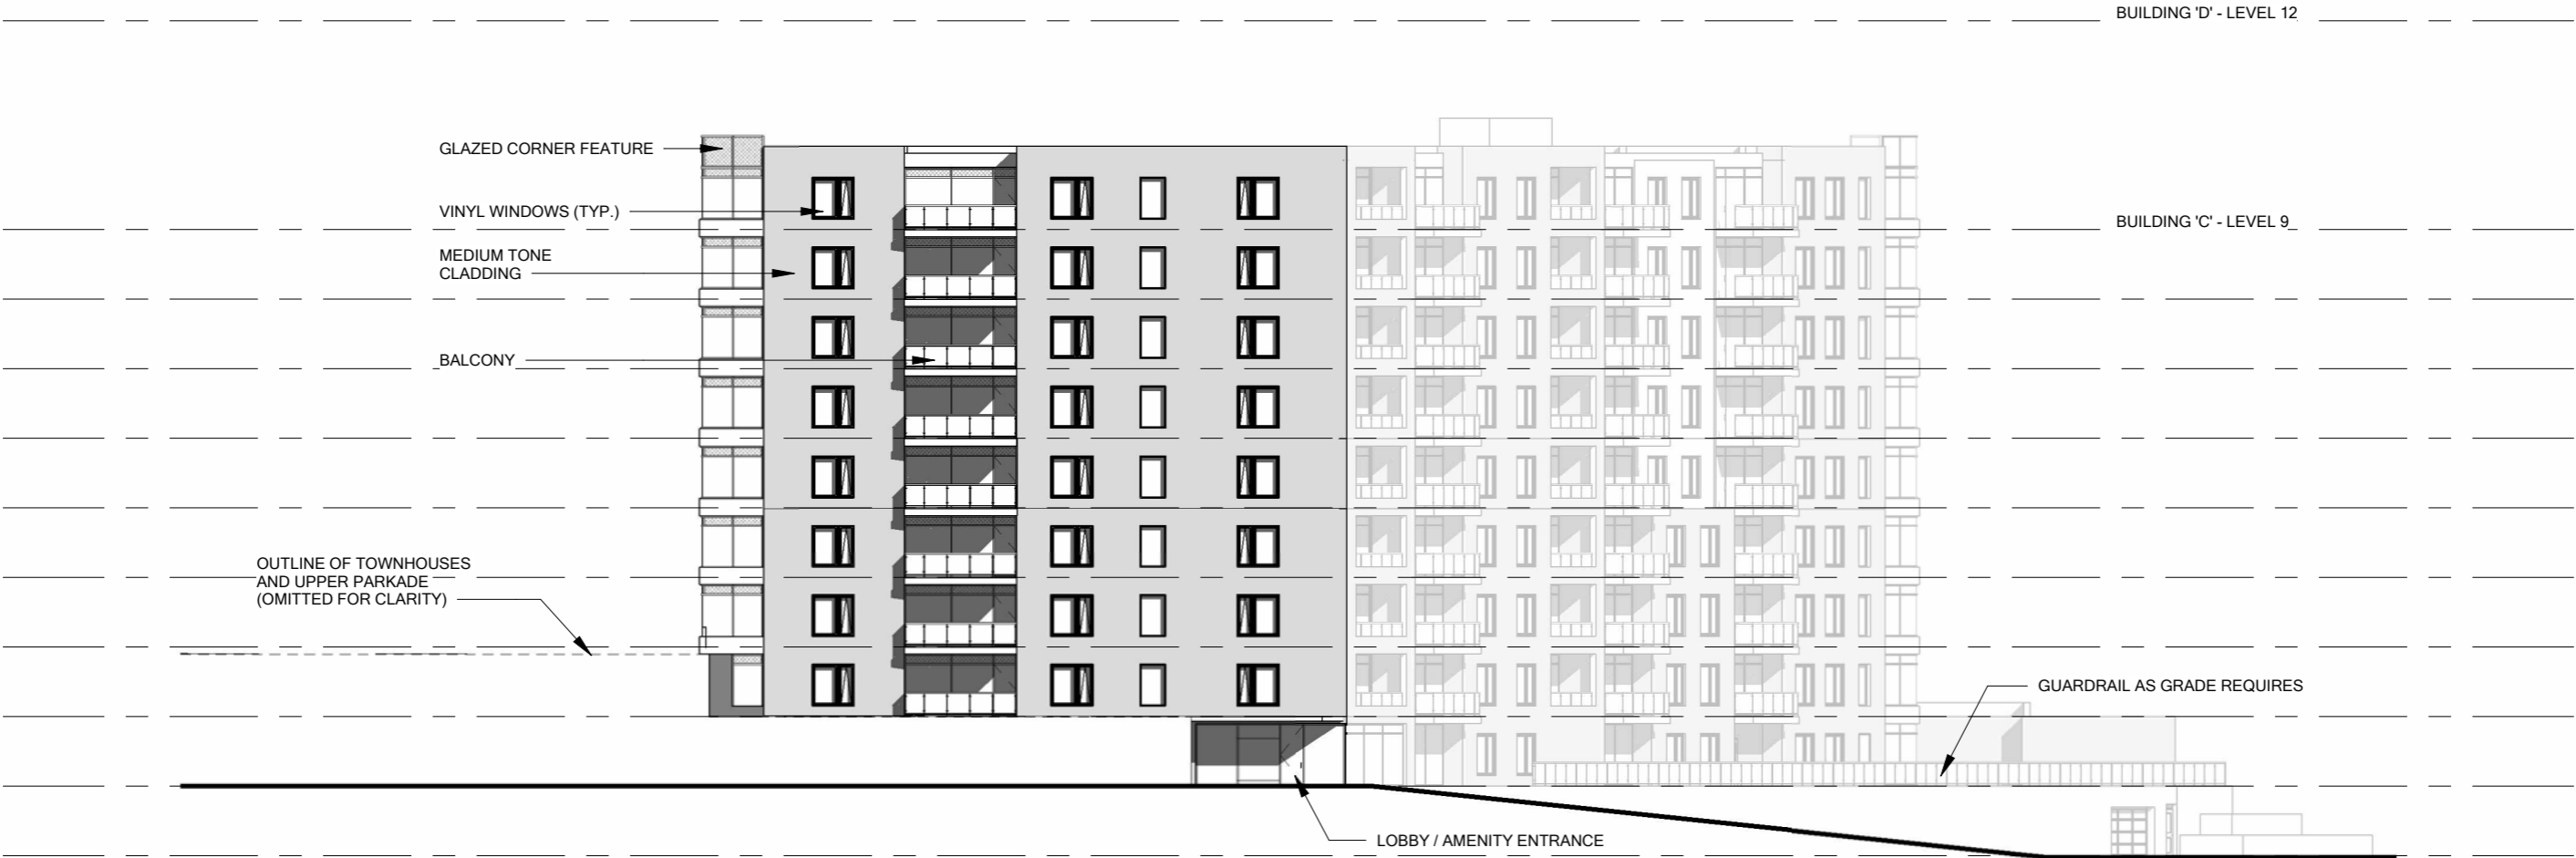 BUILDING 'D' - LEVEL 12
GLAZED CORNER FEATURE
VINYL WINDOWS (TYP.)
BUILDING 'C' - LEVEL 9
MEDIUM TONE
CLADDING
BALCONY
OUTLINE OF TOWNHOUSES
AND UPPER PARKADE
(OMITTED FOR CLARITY)
GUARDRAIL AS GRADE REQUIRES
LOBBY / AMENITY ENTRANCE